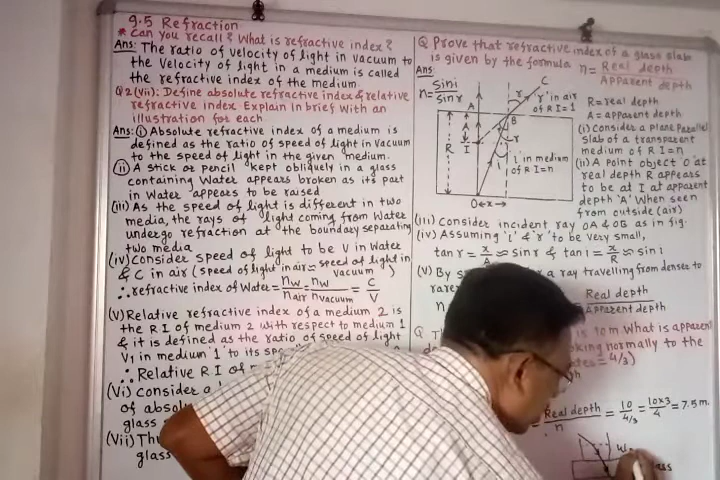 9.5 Refraction
* Can you recall? What is refractive index?
Ans: The ratio of velocity of light in vacuum to
the velocity of light in a medium is called
the refractive index of the medium.
Q2(vii): Define absolute refractive index & relative
refractive index Explain in brief with an
illustration for each
Ans: (i) Absolute refractive index of a medium is
defined as the ratio of speed of light in vacuum
to the speed of light in the given medium.
(ii) A stick or pencil kept obliquely in a glass
containing water appears broken as its part
in water appears to be raised
(iii) As the speed of light is different in two
media, the rays of light coming from water
undergo refraction at the boundary separating
two media
(iv) Consider speed of light to be V in water
& C in air (speed of light in air ≈ speed of light in vacuum)
∴ refractive index of water = nw/nair = nw/nvacuum = C/V
(v) Relative refractive index of a medium 2 is
the R I of medium 2 with respect to medium 1
& it is defined as the ratio of speed of light
V1 in medium '1' to its
∴ Relative R I of
(vi) Consider a
of
glass
(vii)
glass
Q Prove that refractive index of a glass slab
is given by the formula n = Real depth / Apparent depth
Ans
n = sin i / sin r
C
r 'r' in air
of R I = 1
A
B
R
A
I
r
i
'i' in medium
of R I = n
O ← x →
R = real depth
A = apparent depth
(i) Consider a plane parallel
slab of a transparent
medium of R I = n
(ii) A point object 'O' at
real depth R appears
to be at I at apparent
depth 'A' when seen
from outside (air)
(iii) Consider incident ray OA & OB as in fig.
(iv) Assuming 'i' & 'r' to be very small,
tan r = x/A ≈ sin r & tan i = x/R ≈ sin i
(v) By a ray travelling from denser to
rarer
n Real depth / Apparent depth
Q is 10 m What is apparent
looking normally to the
= 4/3)
= Real depth / n = 10 / 4/3 = 10×3 / 4 = 7.5 m.